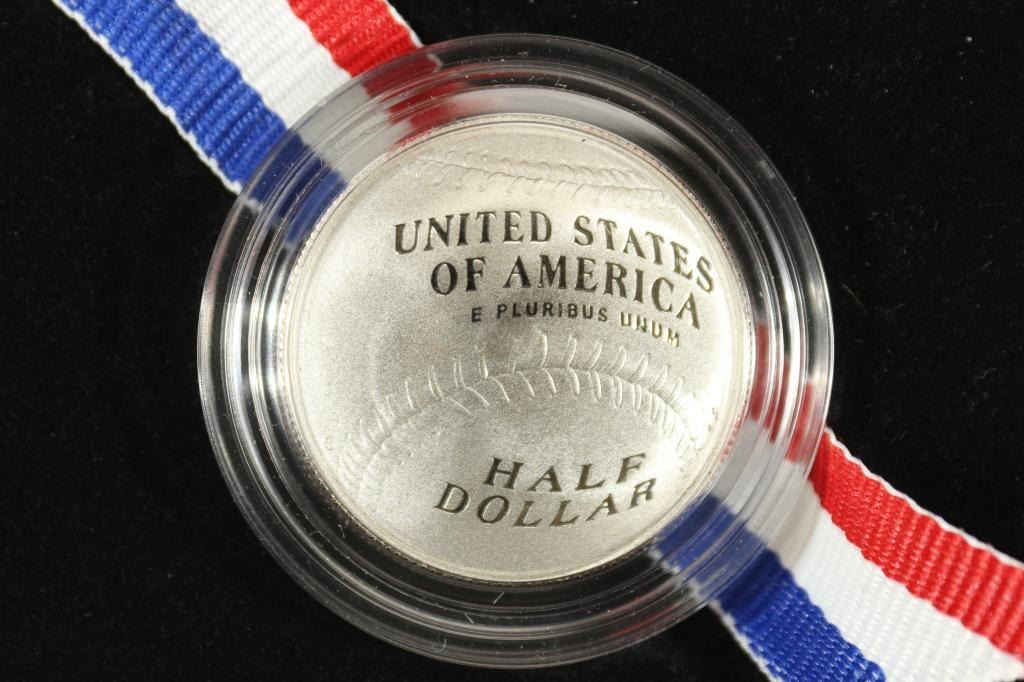 UNITED STATES
OF AMERICA
E PLURIBUS UNUM
HALF
DOLLAR